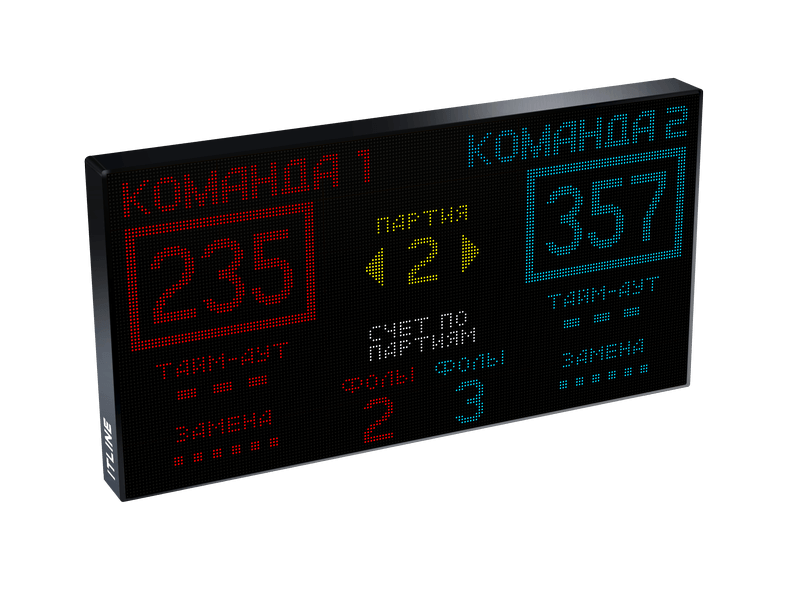 КОМАНДА 1
КОМАНДА 2
235
ПАРТИЯ
2
357
ТАЙМ-АУТ
СЧЕТ ПО
ПАРТИЯМ
ТАЙМ-АУТ
ЗАМЕНА
ФОЛЫ
2
ФОЛЫ
3
ЗАМЕНА
ITLINE